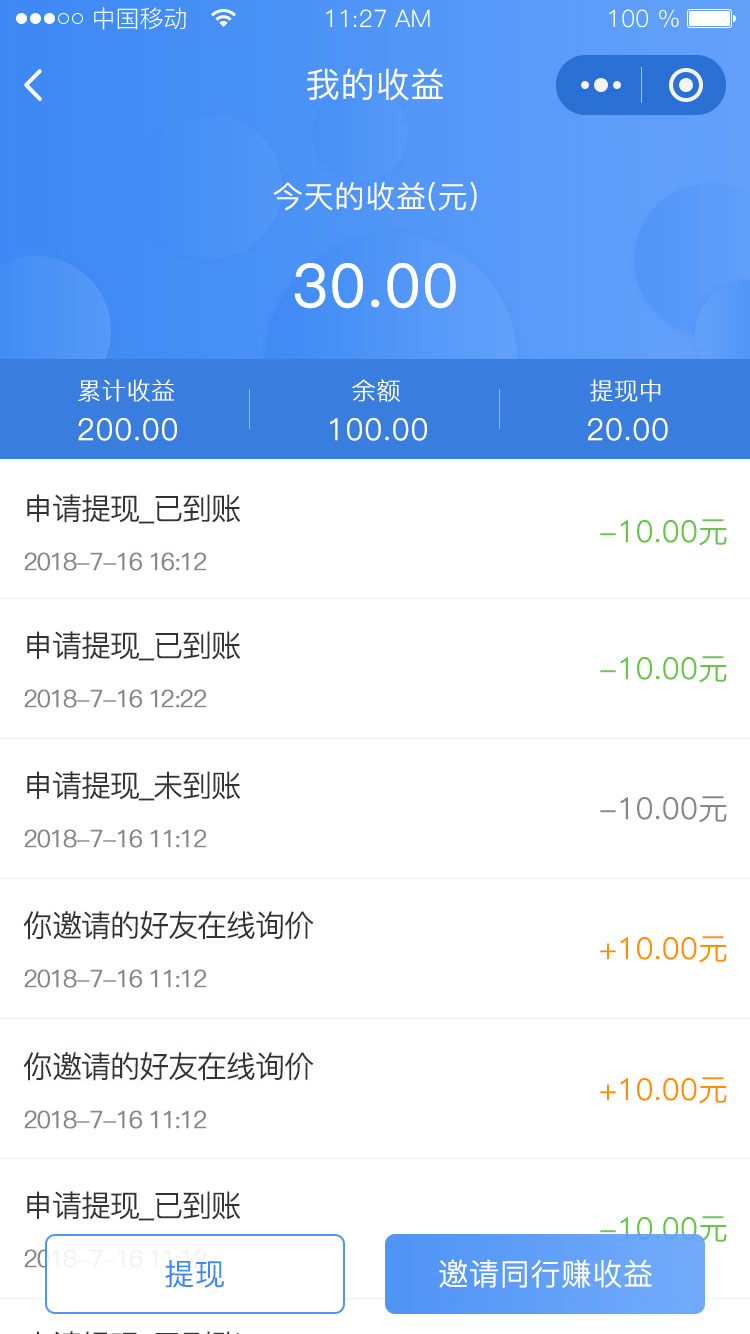 中国移动 11:27 AM 100 %
我的收益
今天的收益(元)
30.00
累计收益 余额 提现中
200.00 100.00 20.00
申请提现_已到账
-10.00元
2018-7-16 16:12
申请提现_已到账
-10.00元
2018-7-16 12:22
申请提现_未到账
-10.00元
2018-7-16 11:12
你邀请的好友在线询价
+10.00元
2018-7-16 11:12
你邀请的好友在线询价
+10.00元
2018-7-16 11:12
申请提现_已到账
-10.00元
2018-7-16 11:12
提现 邀请同行赚收益